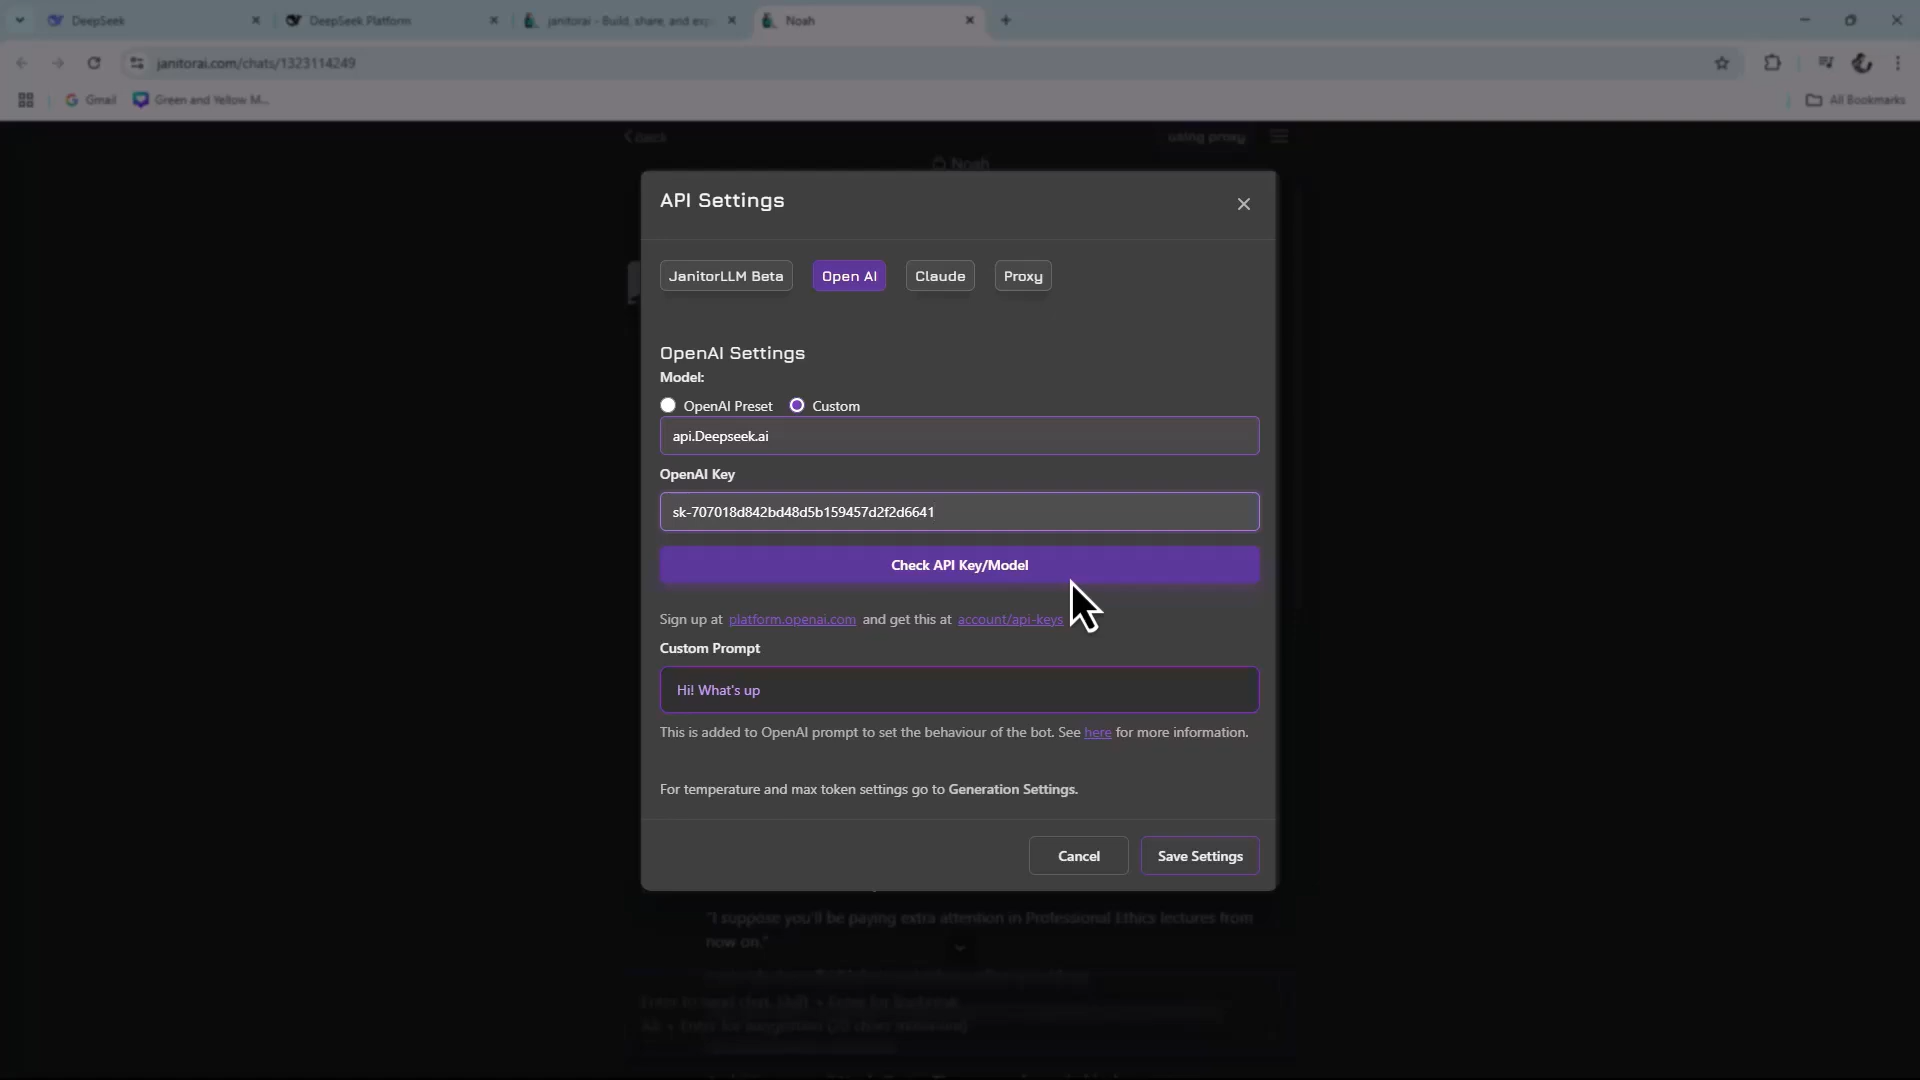 DeepSeek
DeepSeek Platform
janitorai - Build, share, and exp
Noah
janitorai.com/chats/1323114249
Gmail
Green and Yellow M...
All Bookmarks
Back
using proxy
Noah
API Settings
JanitorLLM Beta
Open AI
Claude
Proxy
OpenAI Settings
Model:
OpenAI Preset
Custom
api.Deepseek.ai
OpenAI Key
sk-707018d842bd48d5b159457d2f2d6641
Check API Key/Model
Sign up at platform.openai.com and get this at account/api-keys
Custom Prompt
Hi! What's up
This is added to OpenAI prompt to set the behaviour of the bot. See here for more information.
For temperature and max token settings go to Generation Settings.
Cancel
Save Settings
"I suppose you'll be paying extra attention in Professional Ethics lectures from
now on."